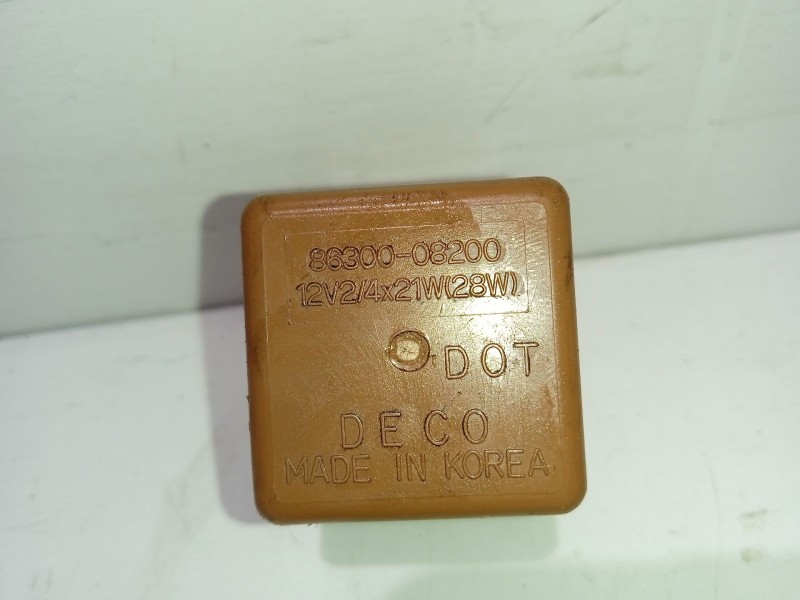 86300-08200
12V2/4x21W(28W)
DOT
DECO
MADE IN KOREA